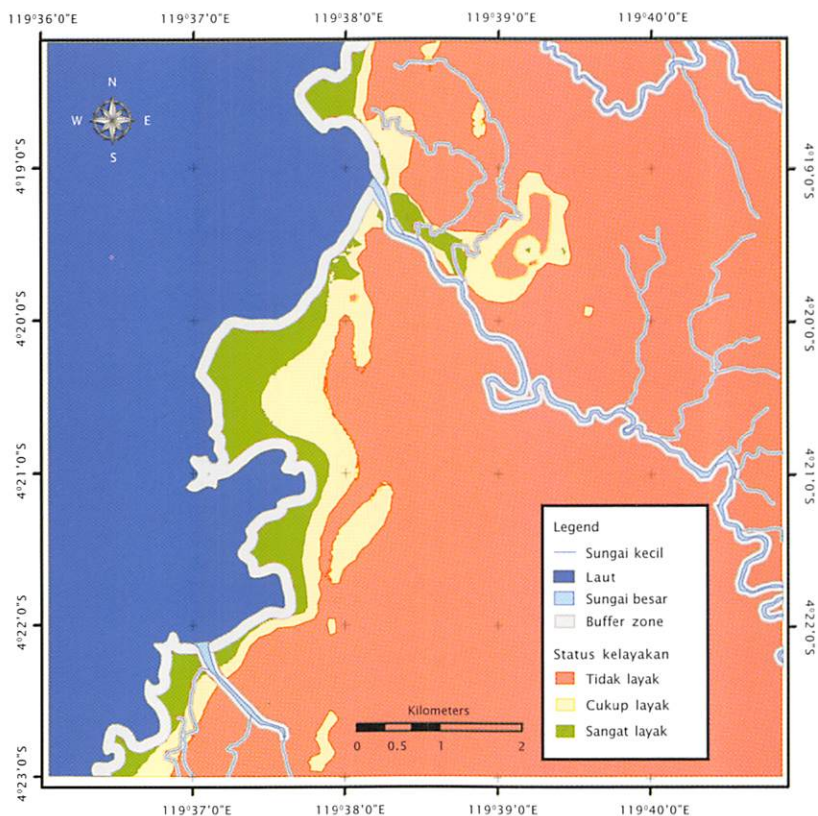 119°36'0"E 119°37'0"E 119°38'0"E 119°39'0"E 119°40'0"E
N
W E
S
4°19'0"S 4°19'0"S
4°20'0"S 4°20'0"S
4°21'0"S 4°21'0"S
4°22'0"S 4°22'0"S
4°23'0"S
Legend
Sungai kecil
Laut
Sungai besar
Buffer zone
Status kelayakan
Tidak layak
Cukup layak
Sangat layak
Kilometers
0 0.5 1 2
119°37'0"E 119°38'0"E 119°39'0"E 119°40'0"E